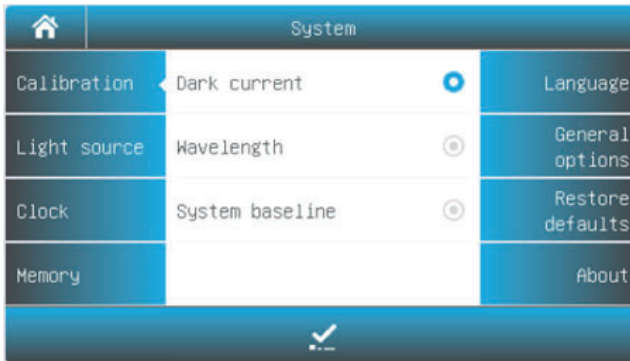 System
Calibration
Light source
Clock
Memory
Dark current
Wavelength
System baseline
Language
General
options
Restore
defaults
About